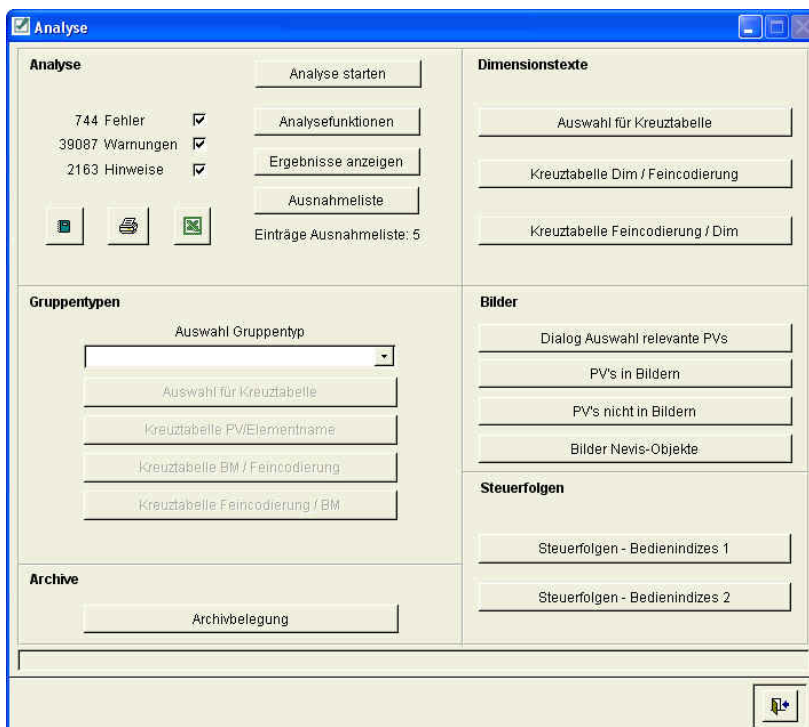 Analyse
Analyse
Analyse starten
744 Fehler
Analysefunktionen
39087 Warnungen
2163 Hinweise
Ergebnisse anzeigen
Ausnahmeliste
Einträge Ausnahmeliste: 5
Dimensionstexte
Auswahl für Kreuztabelle
Kreuztabelle Dim / Feincodierung
Kreuztabelle Feincodierung / Dim
Gruppentypen
Auswahl Gruppentyp
Auswahl für Kreuztabelle
Kreuztabelle PV/Elementname
Kreuztabelle BM / Feincodierung
Kreuztabelle Feincodierung / BM
Bilder
Dialog Auswahl relevante PVs
PV's in Bildern
PV's nicht in Bildern
Bilder Nevis-Objekte
Steuerfolgen
Steuerfolgen - Bedienindizes 1
Steuerfolgen - Bedienindizes 2
Archive
Archivbelegung